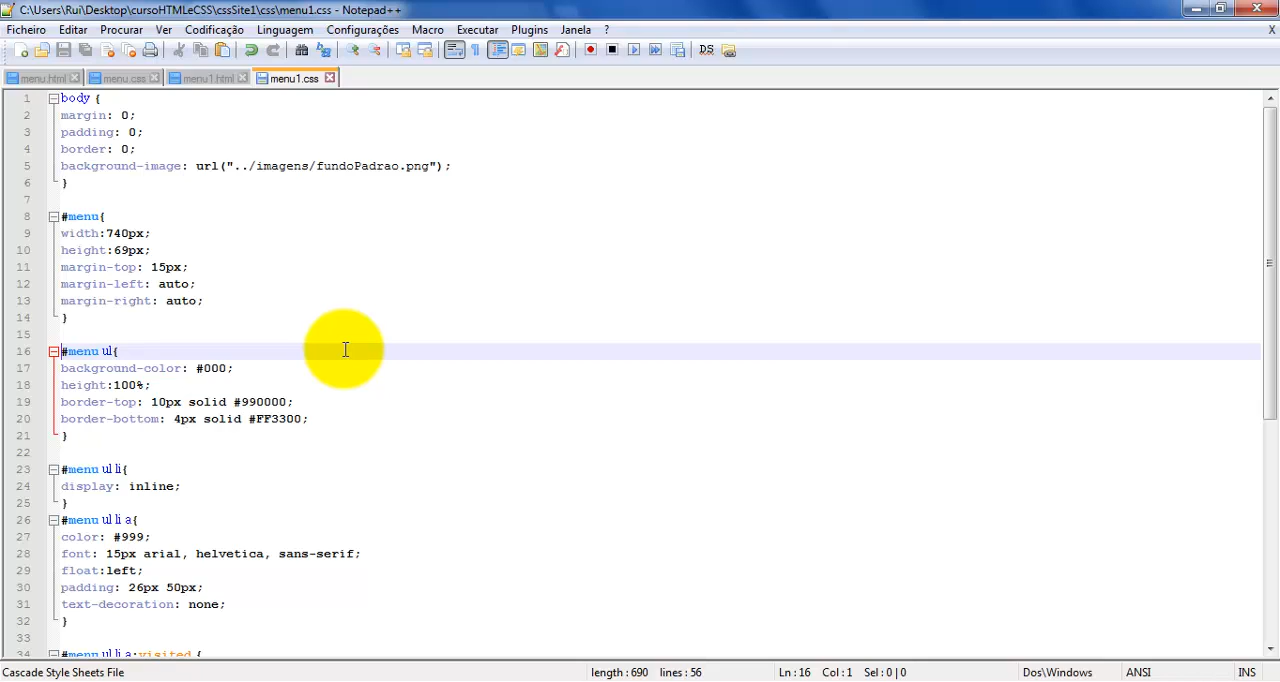 C:\Users\Rui\Desktop\cursoHTMLeCSS\cssSite1\css\menu1.css - Notepad++
Ficheiro Editar Procurar Ver Codificação Linguagem Configurações Macro Executar Plugins Janela ? X
menu.html menu.css menu1.html menu1.css
1 body {
2 margin: 0;
3 padding: 0;
4 border: 0;
5 background-image: url("../imagens/fundoPadrao.png");
6 }
7
8 #menu{
9 width:740px;
10 height:69px;
11 margin-top: 15px;
12 margin-left: auto;
13 margin-right: auto;
14 }
15
16 #menu ul{
17 background-color: #000;
18 height:100%;
19 border-top: 10px solid #990000;
20 border-bottom: 4px solid #FF3300;
21 }
22
23 #menu ul li{
24 display: inline;
25 }
26 #menu ul li a{
27 color: #999;
28 font: 15px arial, helvetica, sans-serif;
29 float:left;
30 padding: 26px 50px;
31 text-decoration: none;
32 }
33
34 #menu ul li a:visited {
Cascade Style Sheets File length : 690 lines : 56 Ln : 16 Col : 1 Sel : 0 | 0 Dos\Windows ANSI INS